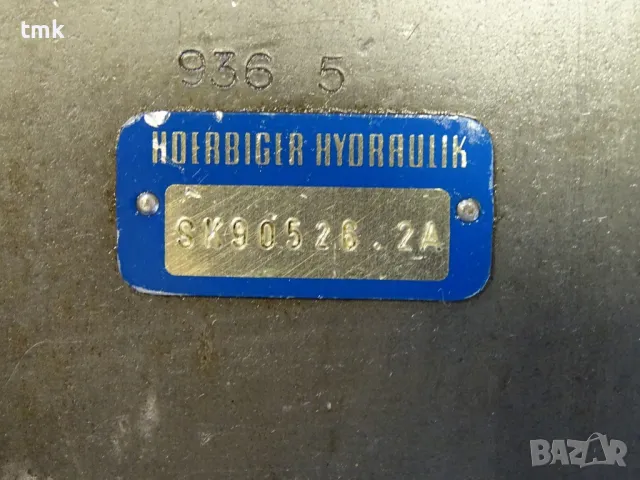 tmk
936 5
HOERBIGER HYDRAULIK
SK90526.2A
BAZAR